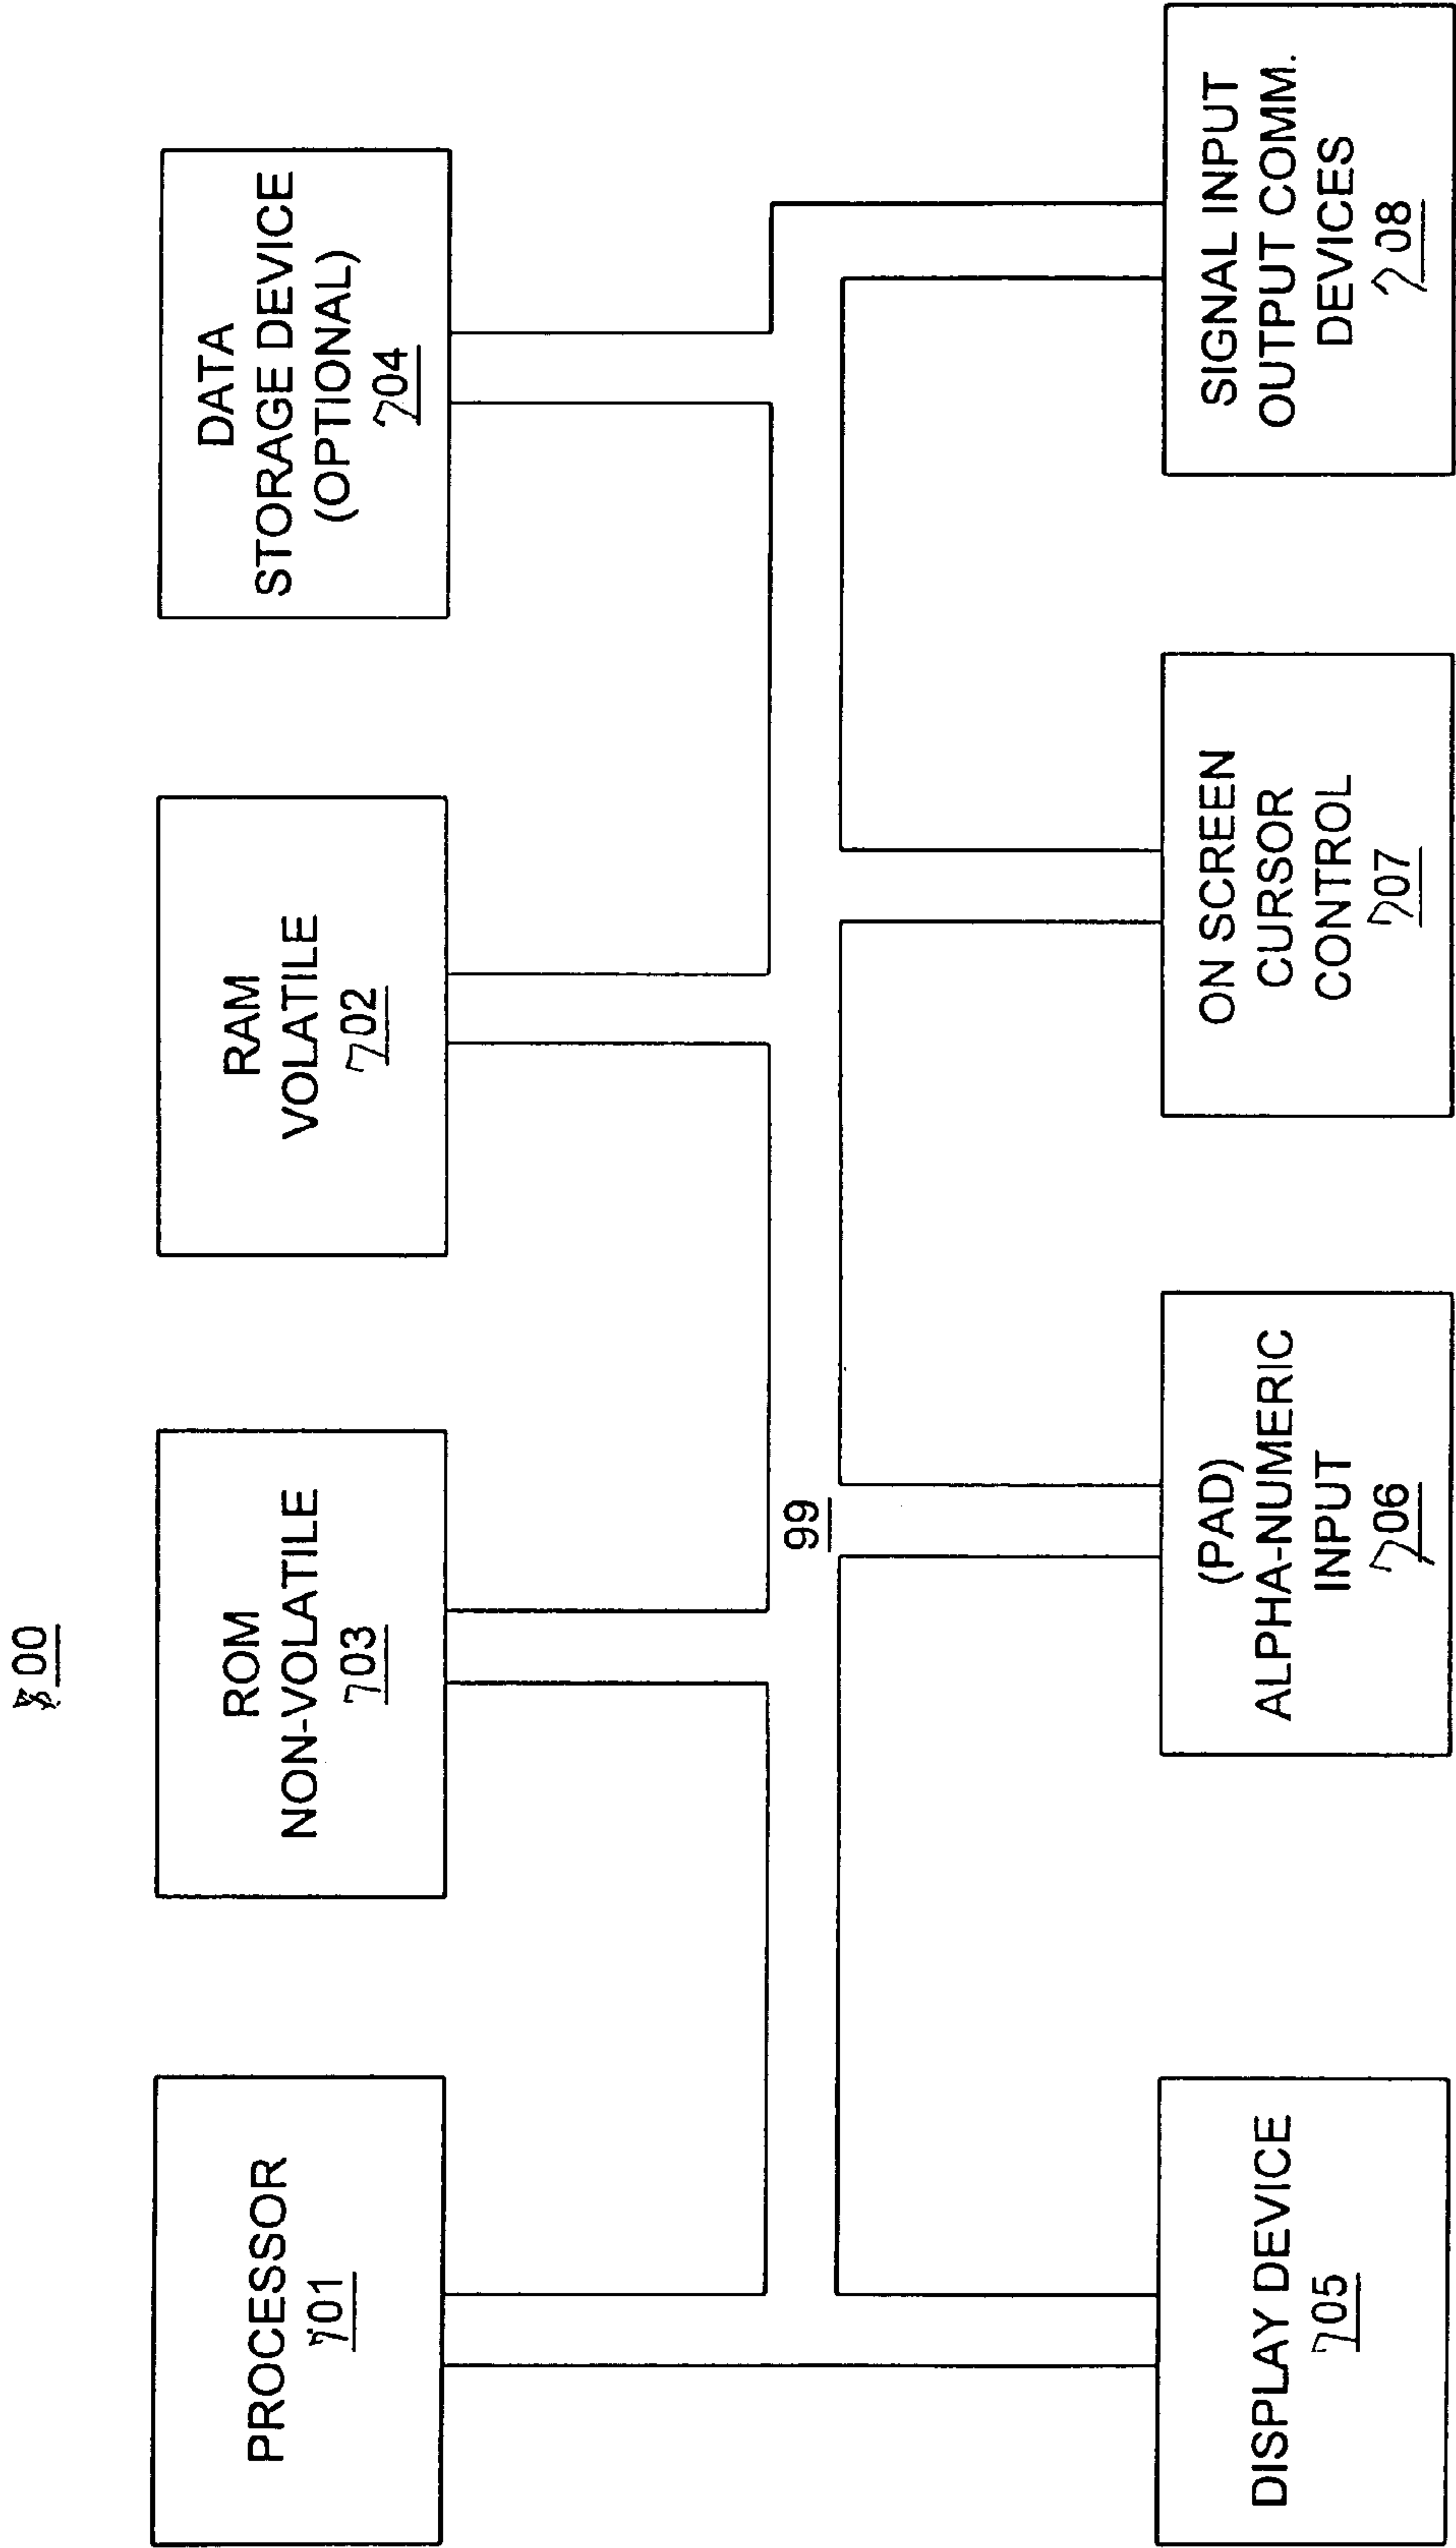 800
PROCESSOR
701
ROM
NON-VOLATILE
703
RAM
VOLATILE
702
DATA
STORAGE DEVICE
(OPTIONAL)
704
99
DISPLAY DEVICE
705
(PAD)
ALPHA-NUMERIC
INPUT
706
ON SCREEN
CURSOR
CONTROL
707
SIGNAL INPUT
OUTPUT COMM.
DEVICES
708